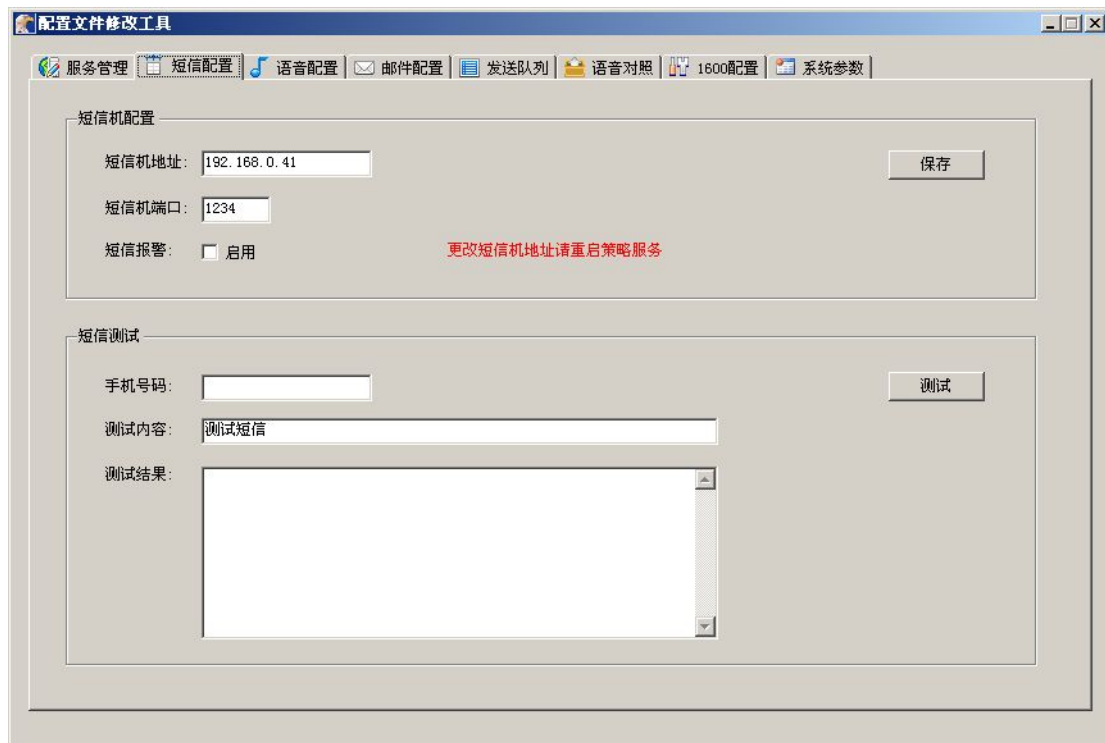 配置文件修改工具
服务管理 短信配置 语音配置 邮件配置 发送队列 语音对照 1600配置 系统参数
短信机配置
短信机地址: 192.168.0.41 保存
短信机端口: 1234
短信报警: 启用 更改短信机地址请重启策略服务
短信测试
手机号码: 测试
测试内容: 测试短信
测试结果: